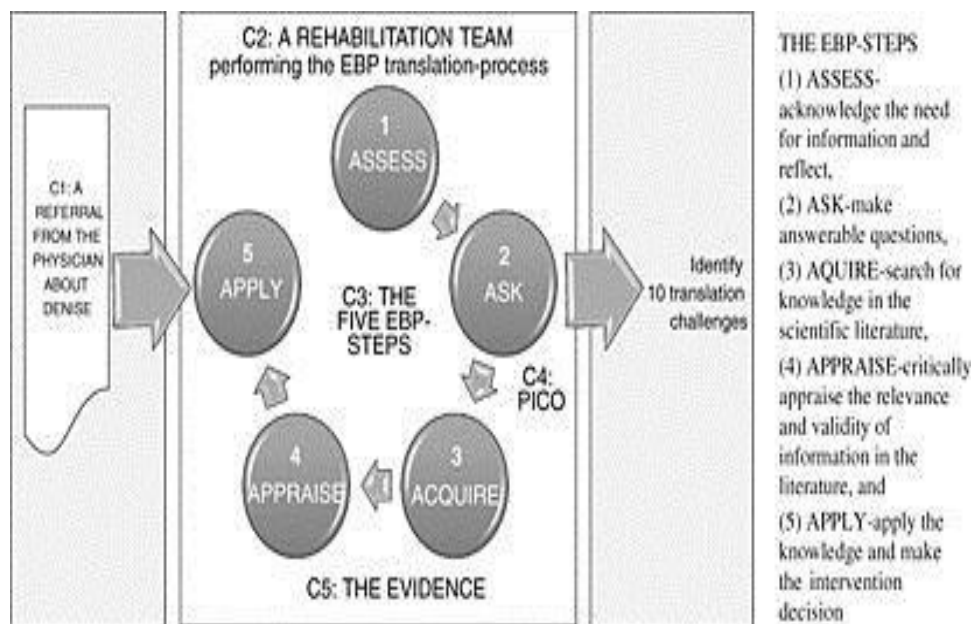 C1: A
REFERRAL
FROM THE
PHYSICIAN
ABOUT
DENISE
C2: A REHABILITATION TEAM
performing the EBP translation-process
1
ASSESS
2
ASK
3
ACQUIRE
4
APPRAISE
5
APPLY
C3: THE
FIVE EBP-
STEPS
C4:
PICO
C5: THE EVIDENCE
Identify
10 translation
challenges
THE EBP-STEPS
(1) ASSESS-
acknowledge the need
for information and
reflect,
(2) ASK-make
answerable questions,
(3) AQUIRE-search for
knowledge in the
scientific literature,
(4) APPRAISE-critically
appraise the relevance
and validity of
information in the
literature, and
(5) APPLY-apply the
knowledge and make
the intervention
decision